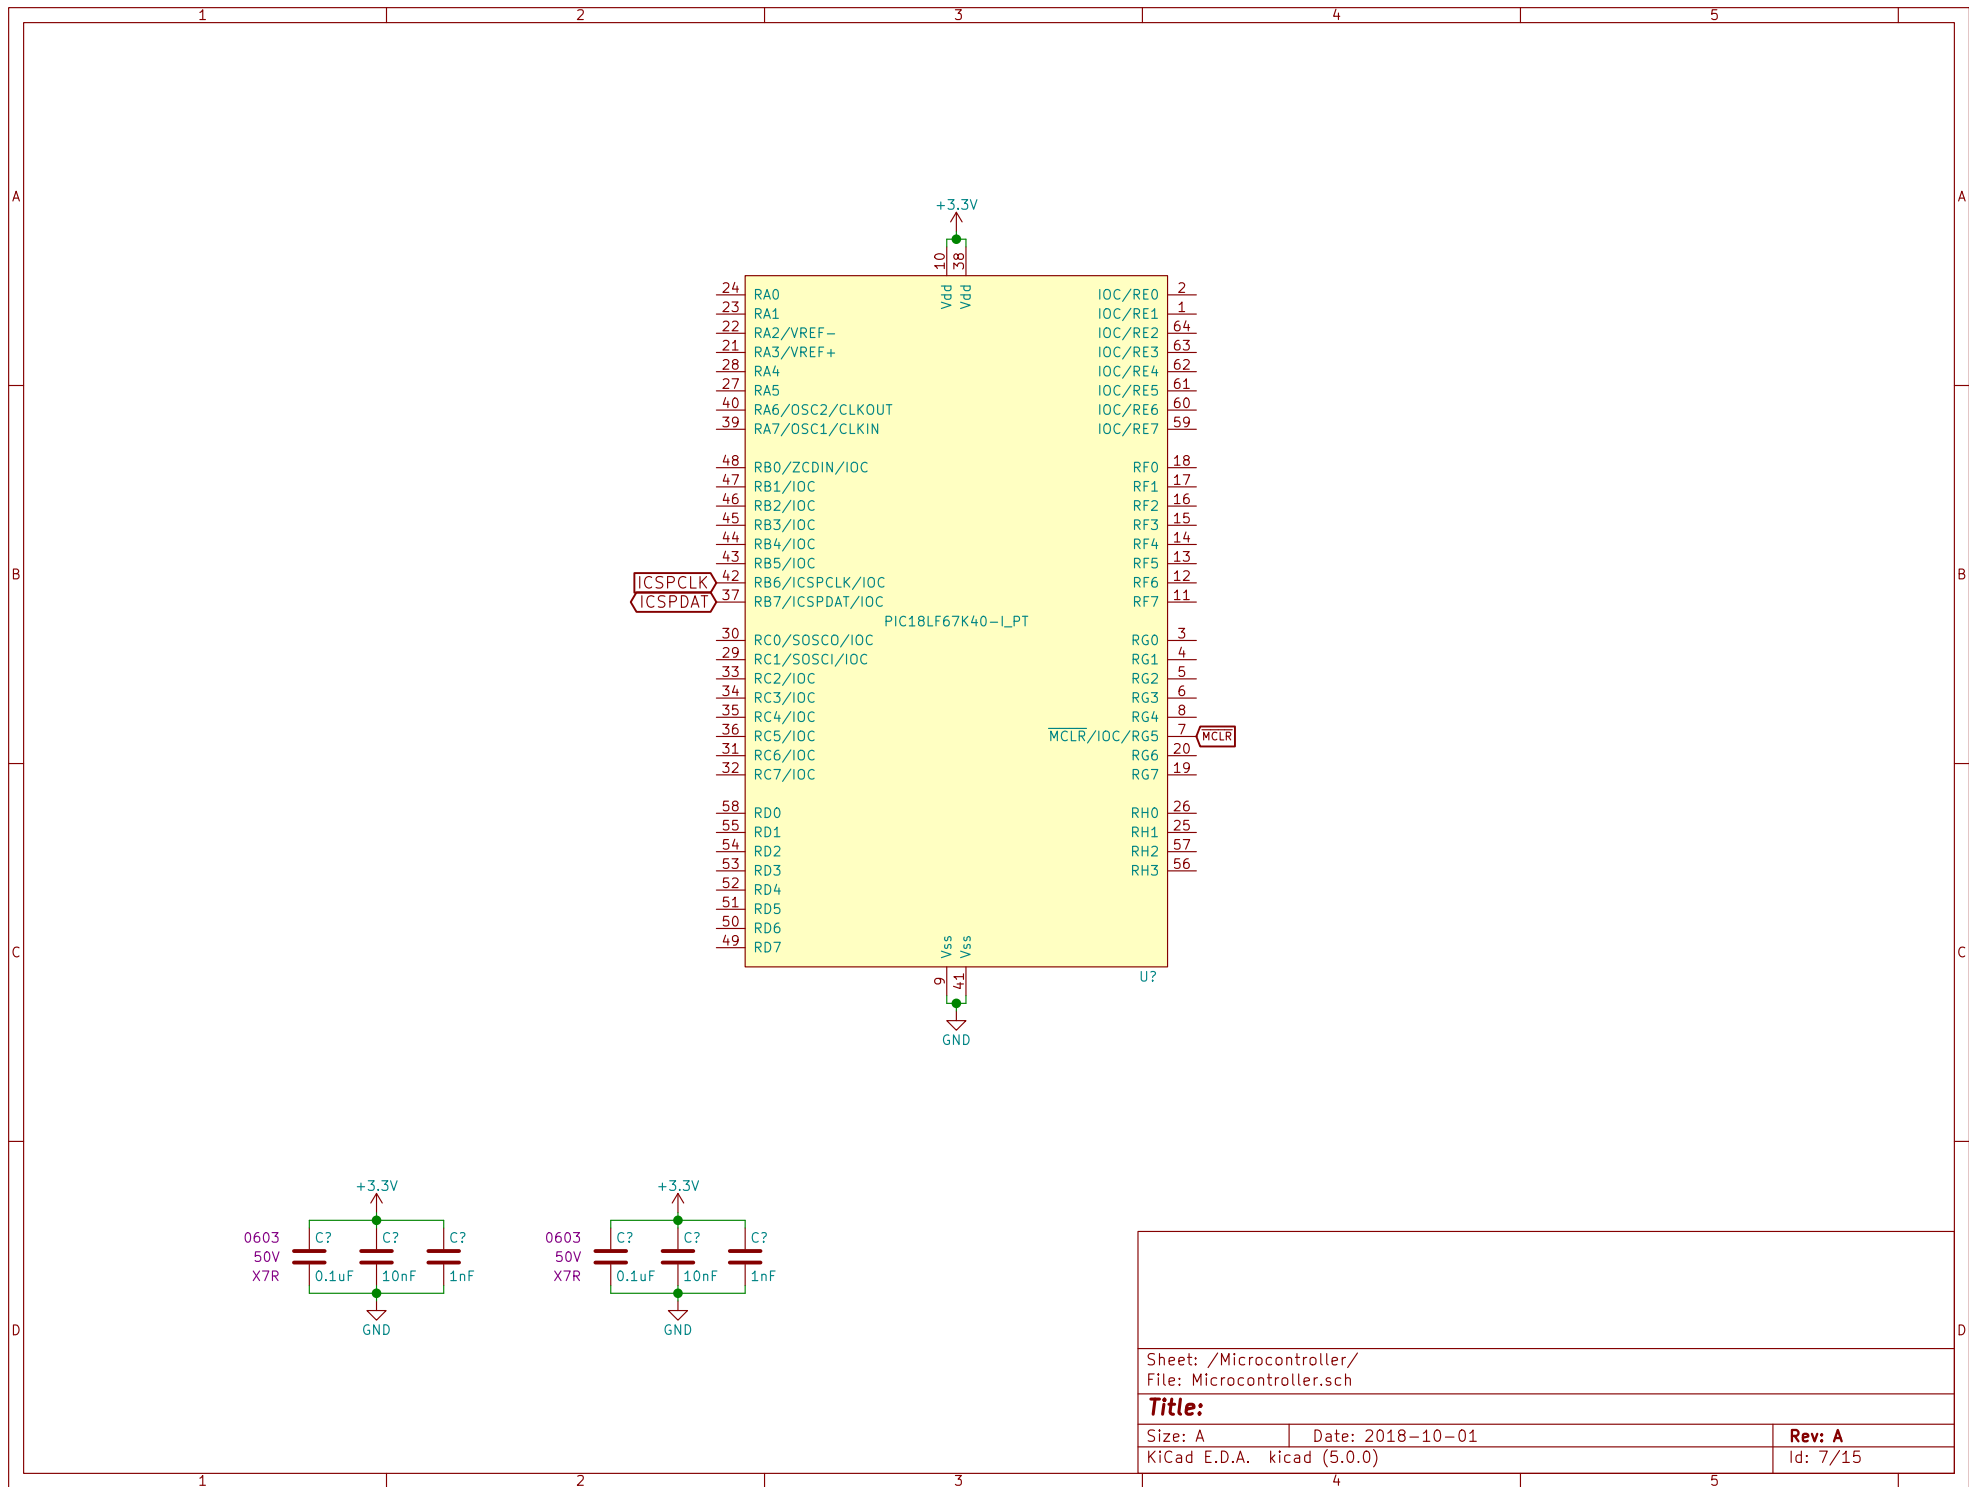 1 2 3 4 5
A A
+3.3V
10 38
Vdd Vdd
24 RA0 IOC/RE0 2
23 RA1 IOC/RE1 1
22 RA2/VREF- IOC/RE2 64
21 RA3/VREF+ IOC/RE3 63
28 RA4 IOC/RE4 62
27 RA5 IOC/RE5 61
40 RA6/OSC2/CLKOUT IOC/RE6 60
39 RA7/OSC1/CLKIN IOC/RE7 59
48 RB0/ZCDIN/IOC RF0 18
47 RB1/IOC RF1 17
46 RB2/IOC RF2 16
45 RB3/IOC RF3 15
44 RB4/IOC RF4 14
43 RB5/IOC RF5 13
B B
ICSPCLK 42 RB6/ICSPCLK/IOC RF6 12
ICSPDAT 37 RB7/ICSPDAT/IOC RF7 11
PIC18LF67K40-I_PT
30 RC0/SOSCO/IOC RG0 3
29 RC1/SOSCI/IOC RG1 4
33 RC2/IOC RG2 5
34 RC3/IOC RG3 6
35 RC4/IOC RG4 8
36 RC5/IOC MCLR/IOC/RG5 7 MCLR
31 RC6/IOC RG6 20
32 RC7/IOC RG7 19
58 RD0 RH0 26
55 RD1 RH1 25
54 RD2 RH2 57
53 RD3 RH3 56
52 RD4
51 RD5
50 RD6
49 RD7
Vss Vss
C C
9 41
U?
GND
+3.3V +3.3V
0603 C? C? C? 0603 C? C? C?
50V 50V
X7R 0.1uF 10nF 1nF X7R 0.1uF 10nF 1nF
GND GND
D D
Sheet: /Microcontroller/
File: Microcontroller.sch
Title:
Size: A Date: 2018-10-01 Rev: A
KiCad E.D.A. kicad (5.0.0) Id: 7/15
1 2 3 4 5